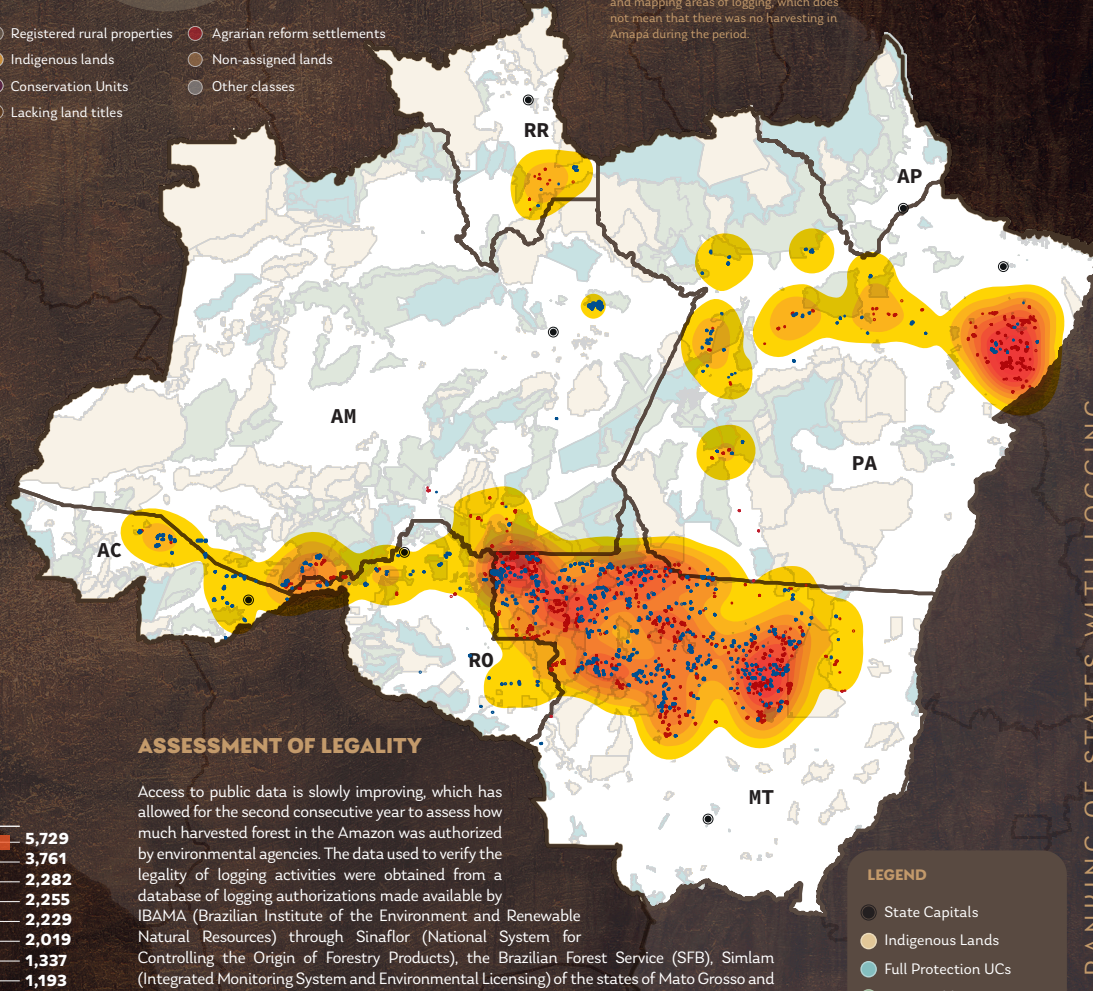 and mapping areas of logging, which does
not mean that there was no harvesting in
Amapá during the period.
Registered rural properties
Agrarian reform settlements
Indigenous lands
Non-assigned lands
Conservation Units
Other classes
Lacking land titles
RR
AP
AM
PA
AC
RO
MT
ASSESSMENT OF LEGALITY
Access to public data is slowly improving, which has
allowed for the second consecutive year to assess how
much harvested forest in the Amazon was authorized
by environmental agencies. The data used to verify the
legality of logging activities were obtained from a
database of logging authorizations made available by
IBAMA (Brazilian Institute of the Environment and Renewable
Natural Resources) through Sinaflor (National System for
Controlling the Origin of Forestry Products), the Brazilian Forest Service (SFB), Simlam
(Integrated Monitoring System and Environmental Licensing) of the states of Mato Grosso and
5,729
3,761
2,282
2,255
2,229
2,019
1,337
1,193
LEGEND
State Capitals
Indigenous Lands
Full Protection UCs
RANKING OF STATES WITH LOGGING